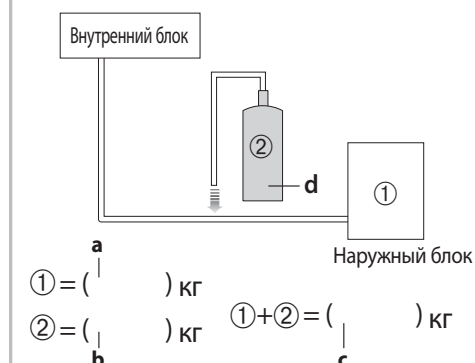 Внутренний блок
②
d
①
Наружный блок
a
①=( ) кг
②=( ) кг
b
①+②=( ) кг
c